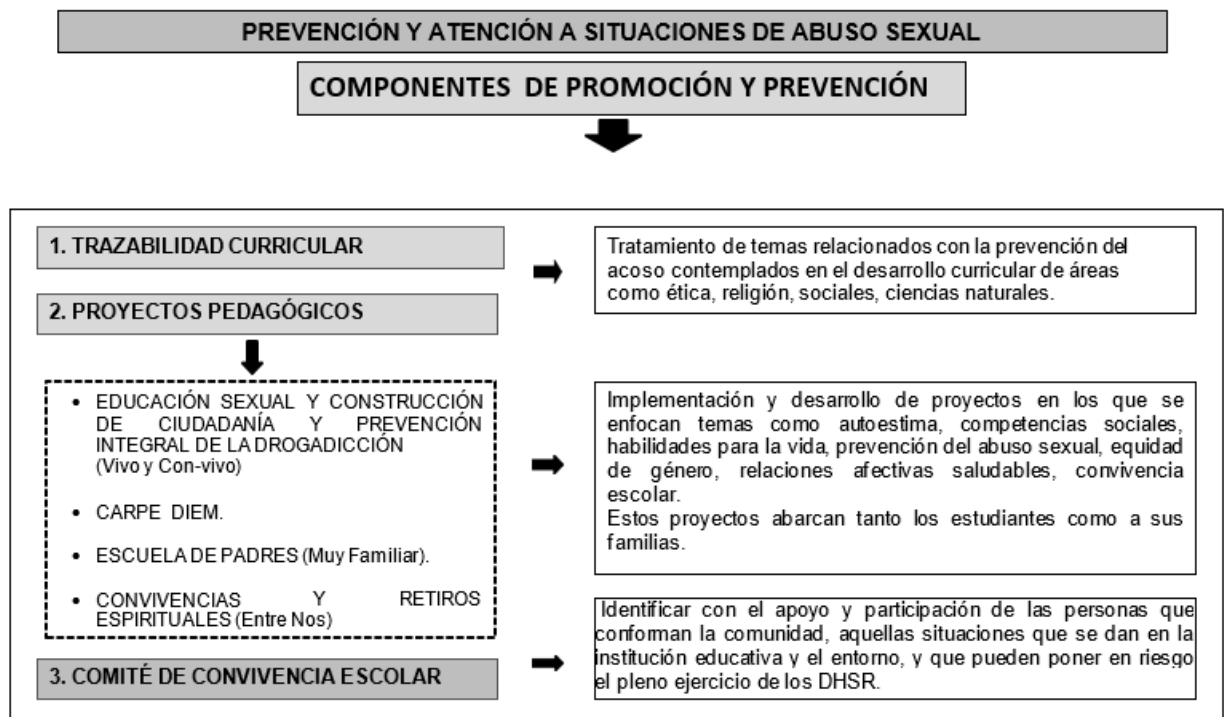 PREVENCIÓN Y ATENCIÓN A SITUACIONES DE ABUSO SEXUAL
COMPONENTES DE PROMOCIÓN Y PREVENCIÓN
1. TRAZABILIDAD CURRICULAR
Tratamiento de temas relacionados con la prevención del
acoso contemplados en el desarrollo curricular de áreas
como ética, religión, sociales, ciencias naturales.
2. PROYECTOS PEDAGÓGICOS
• EDUCACIÓN SEXUAL Y CONSTRUCCIÓN
DE CIUDADANÍA Y PREVENCIÓN
INTEGRAL DE LA DROGADICCIÓN
(Vivo y Con-vivo)
• CARPE DIEM.
• ESCUELA DE PADRES (Muy Familiar).
• CONVIVENCIAS Y RETIROS
ESPIRITUALES (Entre Nos)
Implementación y desarrollo de proyectos en los que se
enfocan temas como autoestima, competencias sociales,
habilidades para la vida, prevención del abuso sexual, equidad
de género, relaciones afectivas saludables, convivencia
escolar.
Estos proyectos abarcan tanto los estudiantes como a sus
familias.
3. COMITÉ DE CONVIVENCIA ESCOLAR
Identificar con el apoyo y participación de las personas que
conforman la comunidad, aquellas situaciones que se dan en la
institución educativa y el entorno, y que pueden poner en riesgo
el pleno ejercicio de los DHSR.